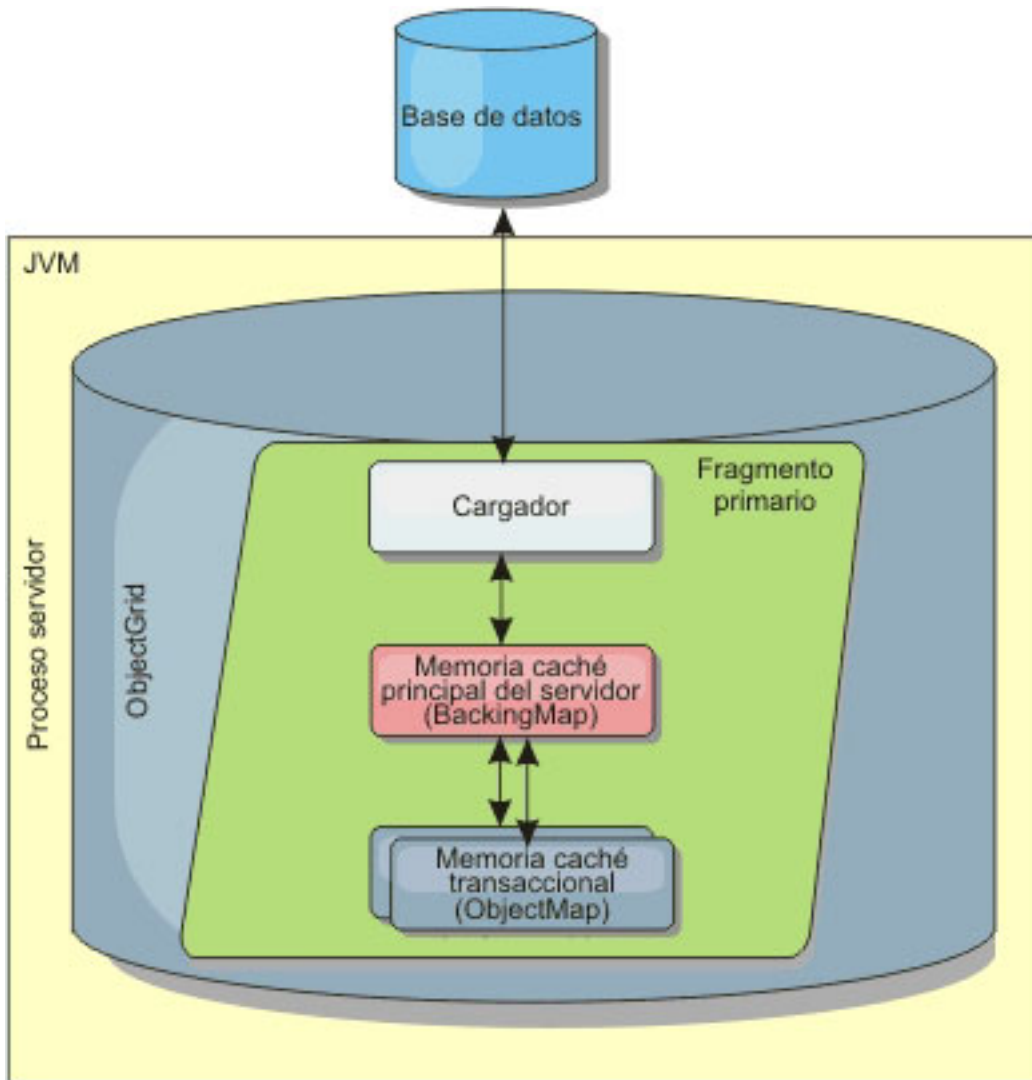 Base de datos
JVM
Proceso servidor
ObjectGrid
Fragmento
primario
Cargador
Memoria caché
principal del servidor
(BackingMap)
Memoria caché
transaccional
(ObjectMap)